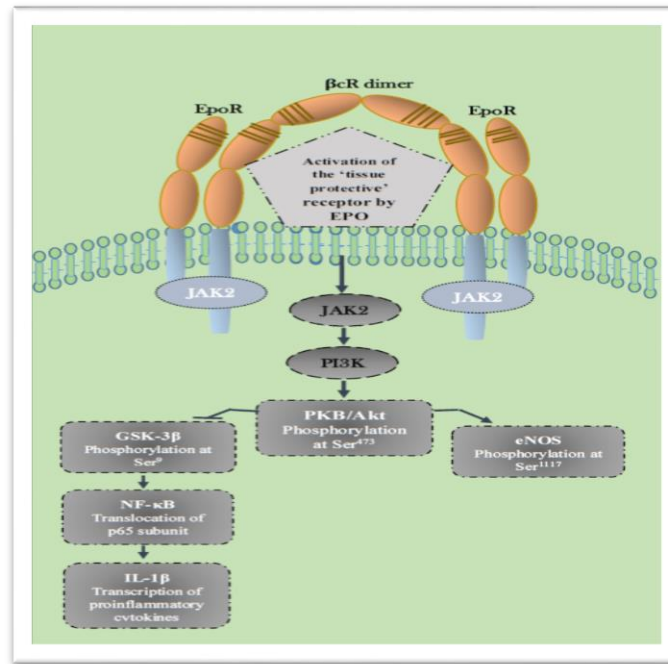 βcR dimer
EpoR
EpoR
Activation of
the ‘tissue
protective’
receptor by
EPO
JAK2
JAK2
JAK2
PI3K
PKB/Akt
Phosphorylation
at Ser473
GSK-3β
Phosphorylation at
Ser9
eNOS
Phosphorylation at
Ser1117
NF-κB
Translocation of
p65 subunit
IL-1β
Transcription of
proinflammatory
cytokines